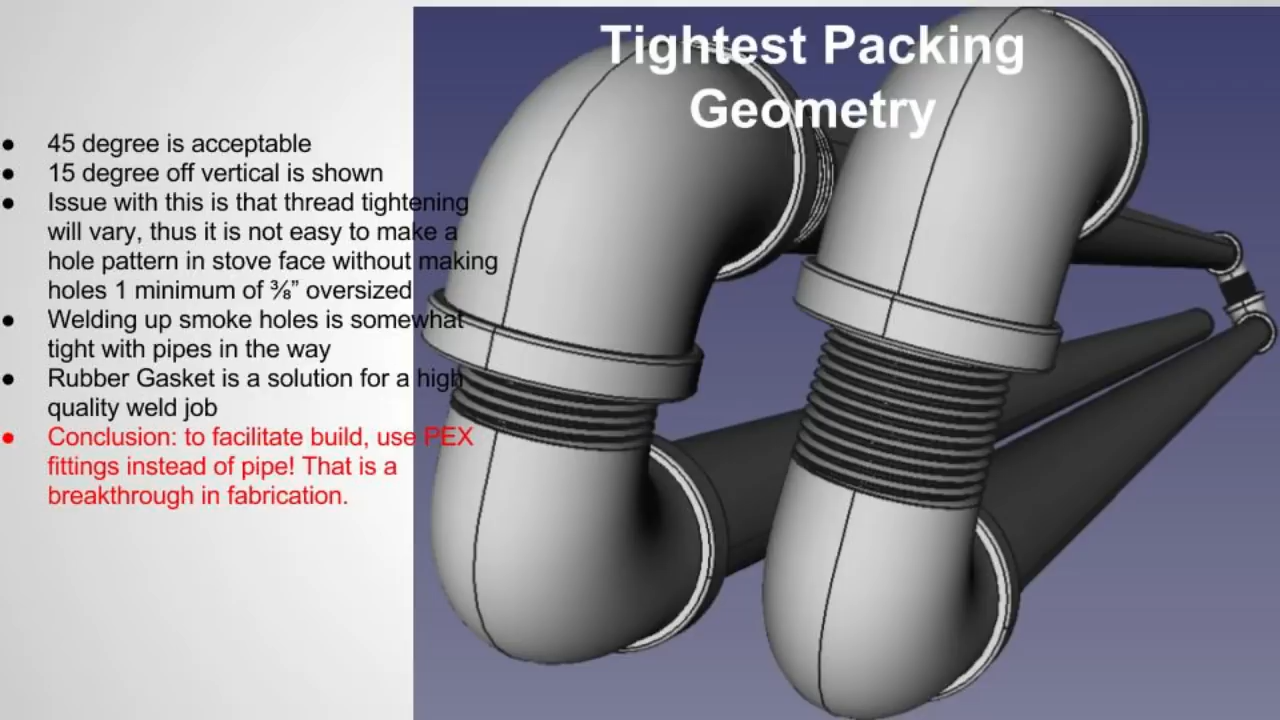 Tightest Packing
Geometry
● 45 degree is acceptable
● 15 degree off vertical is shown
● Issue with this is that thread tightening
will vary, thus it is not easy to make a
hole pattern in stove face without making
holes 1 minimum of ⅜” oversized
● Welding up smoke holes is somewhat
tight with pipes in the way
● Rubber Gasket is a solution for a high
quality weld job
● Conclusion: to facilitate build, use PEX
fittings instead of pipe! That is a
breakthrough in fabrication.